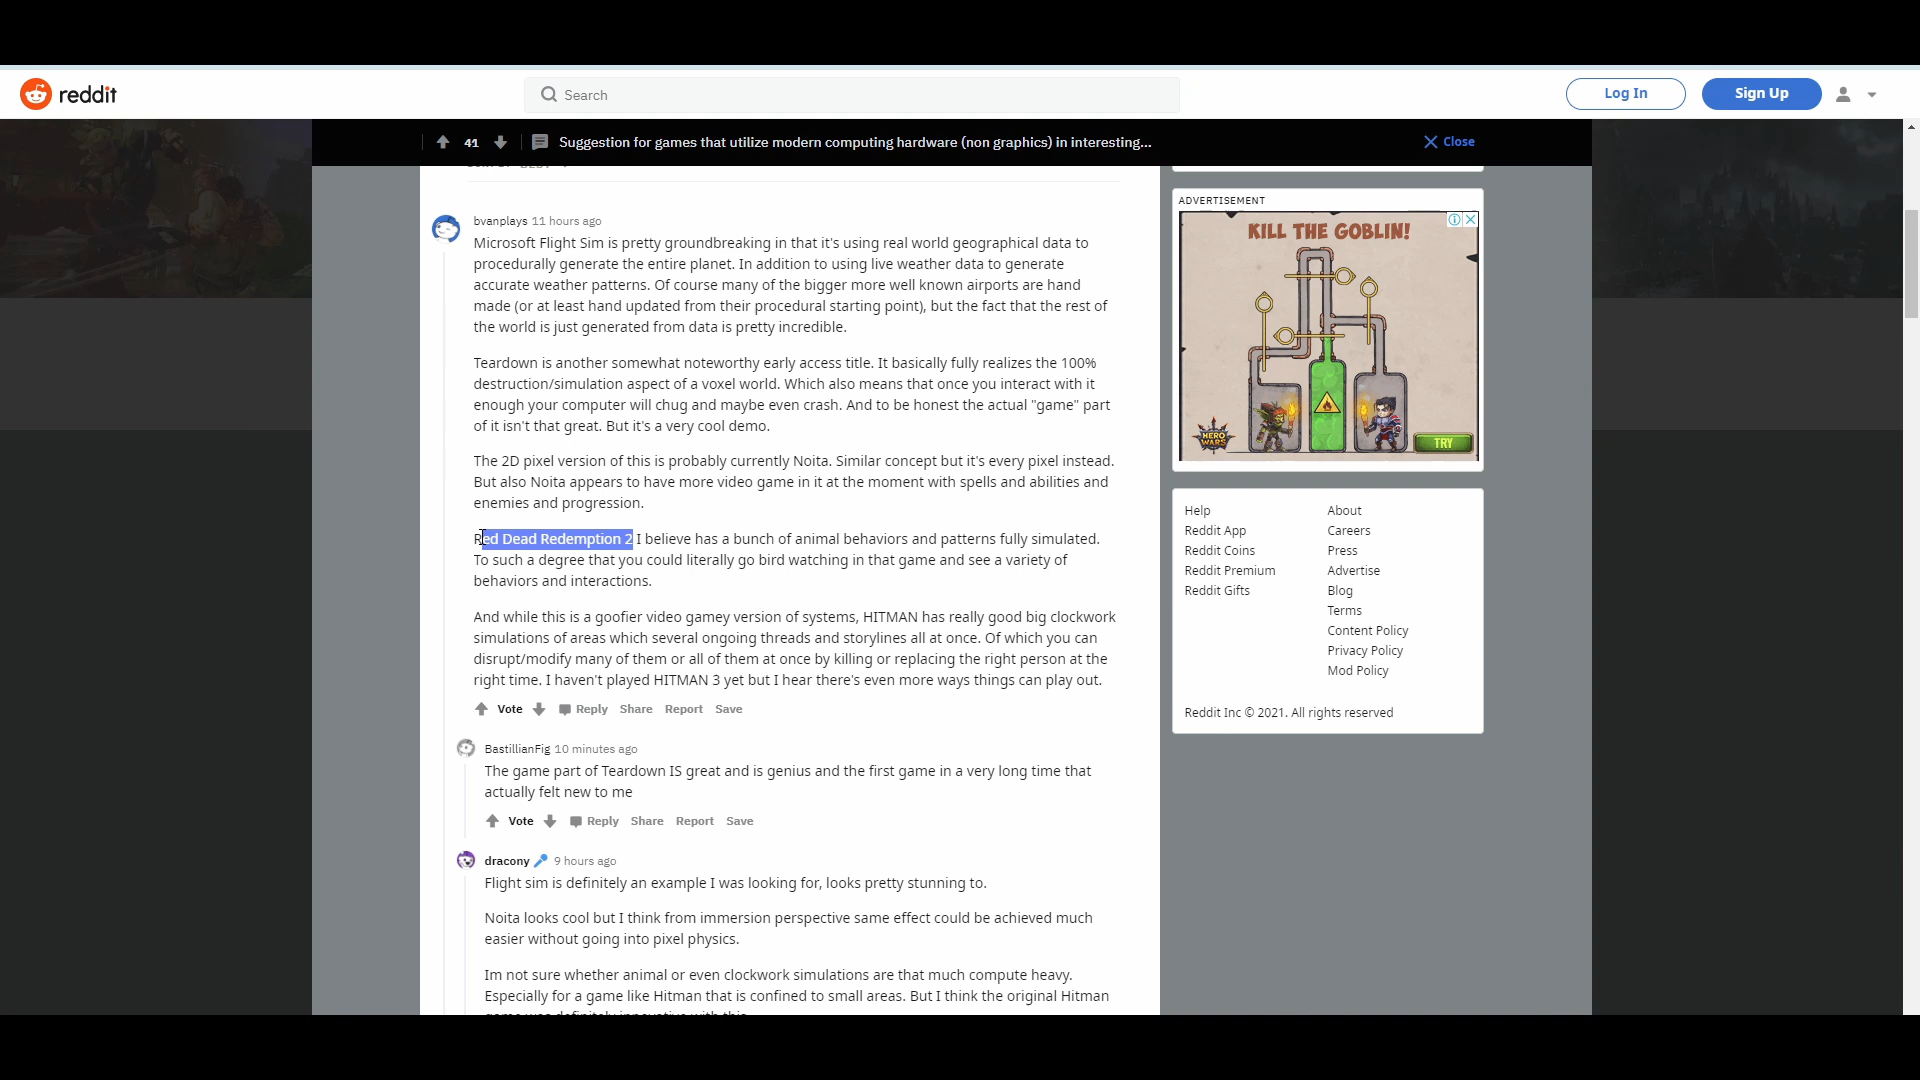 reddit
Search
Log In
Sign Up
41
Suggestion for games that utilize modern computing hardware (non graphics) in interesting...
Close
bvanplays 11 hours ago
Microsoft Flight Sim is pretty groundbreaking in that it's using real world geographical data to
procedurally generate the entire planet. In addition to using live weather data to generate
accurate weather patterns. Of course many of the bigger more well known airports are hand
made (or at least hand updated from their procedural starting point), but the fact that the rest of
the world is just generated from data is pretty incredible.
Teardown is another somewhat noteworthy early access title. It basically fully realizes the 100%
destruction/simulation aspect of a voxel world. Which also means that once you interact with it
enough your computer will chug and maybe even crash. And to be honest the actual "game" part
of it isn't that great. But it's a very cool demo.
The 2D pixel version of this is probably currently Noita. Similar concept but it's every pixel instead.
But also Noita appears to have more video game in it at the moment with spells and abilities and
enemies and progression.
Red Dead Redemption 2 I believe has a bunch of animal behaviors and patterns fully simulated.
To such a degree that you could literally go bird watching in that game and see a variety of
behaviors and interactions.
And while this is a goofier video gamey version of systems, HITMAN has really good big clockwork
simulations of areas which several ongoing threads and storylines all at once. Of which you can
disrupt/modify many of them or all of them at once by killing or replacing the right person at the
right time. I haven't played HITMAN 3 yet but I hear there's even more ways things can play out.
Vote Reply Share Report Save
BastillianFig 10 minutes ago
The game part of Teardown IS great and is genius and the first game in a very long time that
actually felt new to me
Vote Reply Share Report Save
dracony 9 hours ago
Flight sim is definitely an example I was looking for, looks pretty stunning to.
Noita looks cool but I think from immersion perspective same effect could be achieved much
easier without going into pixel physics.
Im not sure whether animal or even clockwork simulations are that much compute heavy.
Especially for a game like Hitman that is confined to small areas. But I think the original Hitman
game was definitely innovative with this.
ADVERTISEMENT
KILL THE GOBLIN!
HERO WARS
TRY
Help
Reddit App
Reddit Coins
Reddit Premium
Reddit Gifts
About
Careers
Press
Advertise
Blog
Terms
Content Policy
Privacy Policy
Mod Policy
Reddit Inc © 2021. All rights reserved